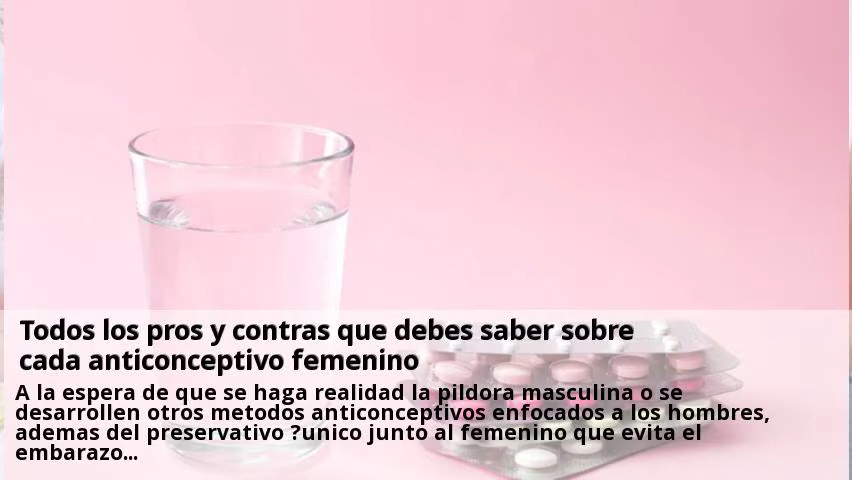 Todos los pros y contras que debes saber sobre
cada anticonceptivo femenino
A la espera de que se haga realidad la pildora masculina o se
desarrollen otros metodos anticonceptivos enfocados a los hombres,
ademas del preservativo ?unico junto al femenino que evita el
embarazo...